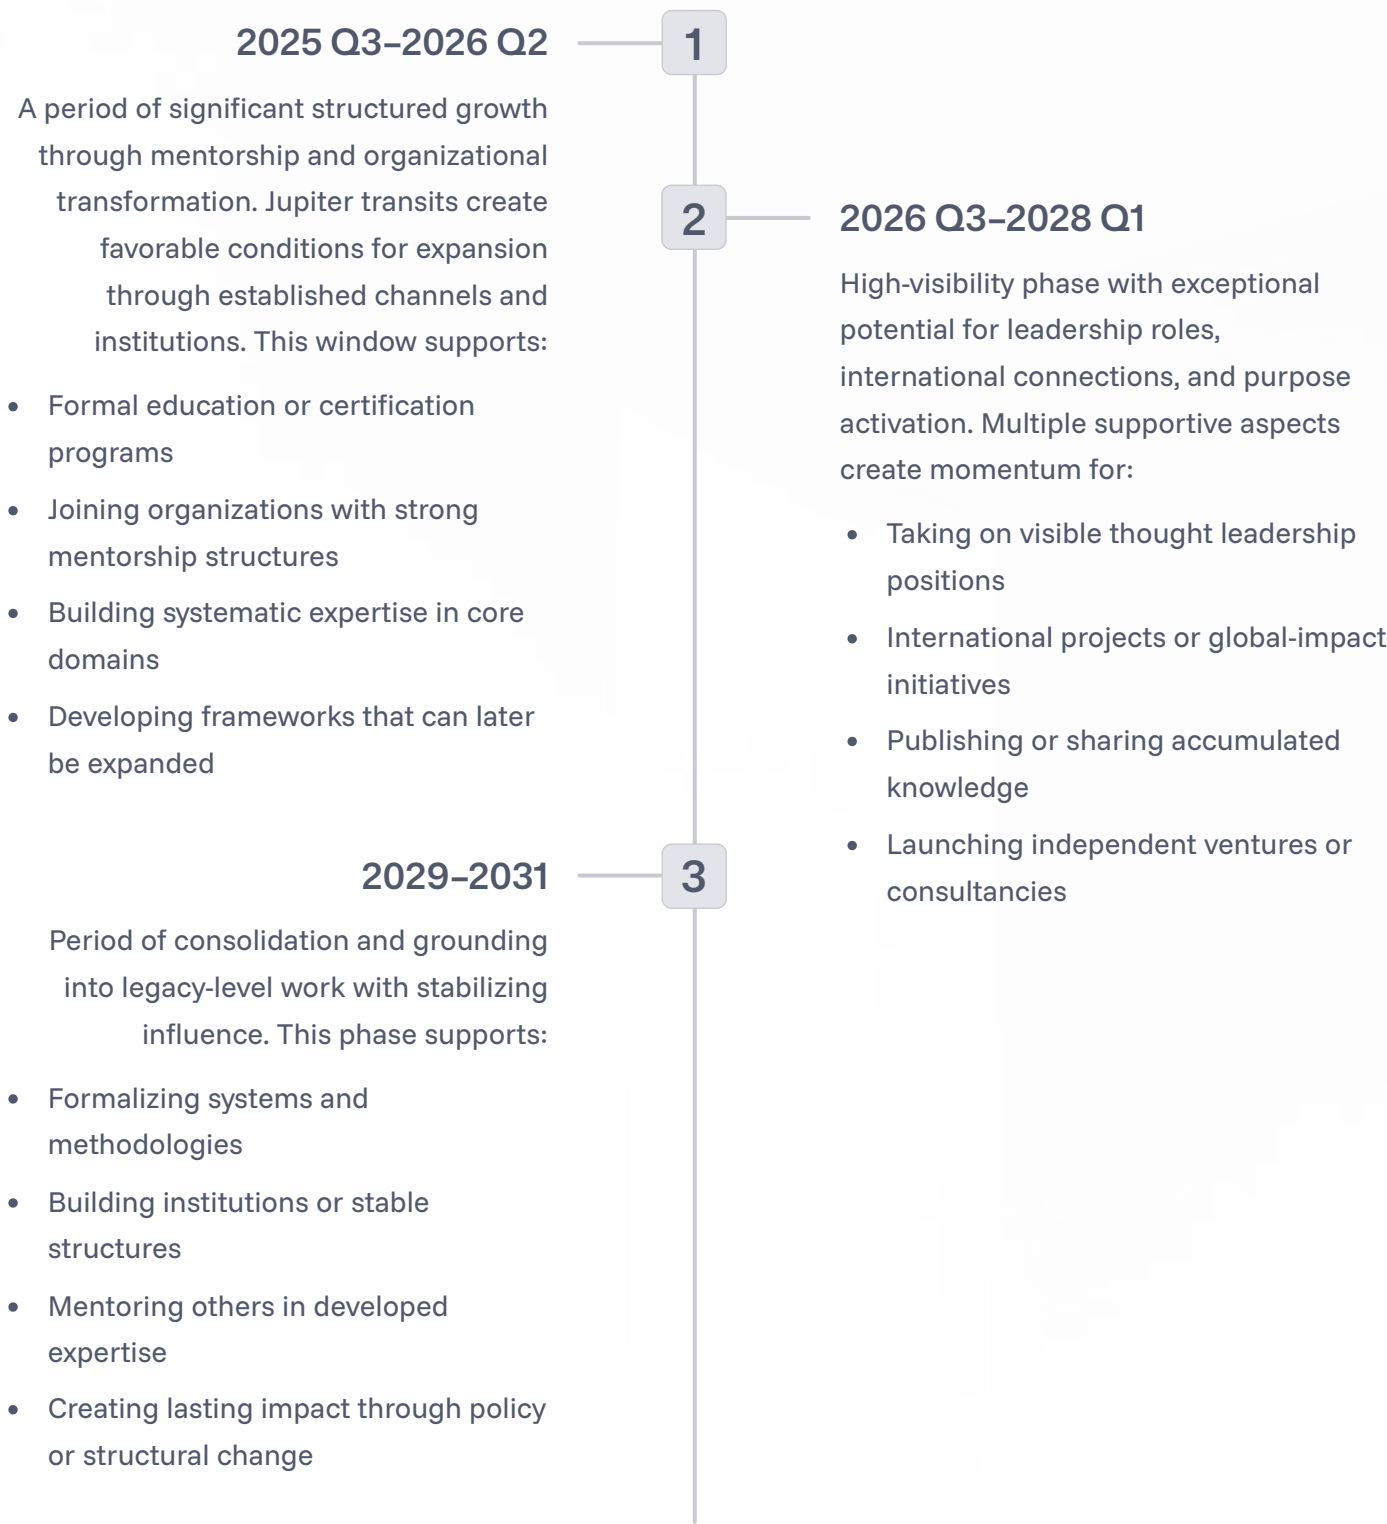 2025 Q3–2026 Q2
1
A period of significant structured growth
through mentorship and organizational
transformation. Jupiter transits create
favorable conditions for expansion
through established channels and
institutions. This window supports:
• Formal education or certification
programs
• Joining organizations with strong
mentorship structures
• Building systematic expertise in core
domains
• Developing frameworks that can later
be expanded
2
2026 Q3–2028 Q1
High-visibility phase with exceptional
potential for leadership roles,
international connections, and purpose
activation. Multiple supportive aspects
create momentum for:
• Taking on visible thought leadership
positions
• International projects or global-impact
initiatives
• Publishing or sharing accumulated
knowledge
• Launching independent ventures or
consultancies
2029–2031
3
Period of consolidation and grounding
into legacy-level work with stabilizing
influence. This phase supports:
• Formalizing systems and
methodologies
• Building institutions or stable
structures
• Mentoring others in developed
expertise
• Creating lasting impact through policy
or structural change